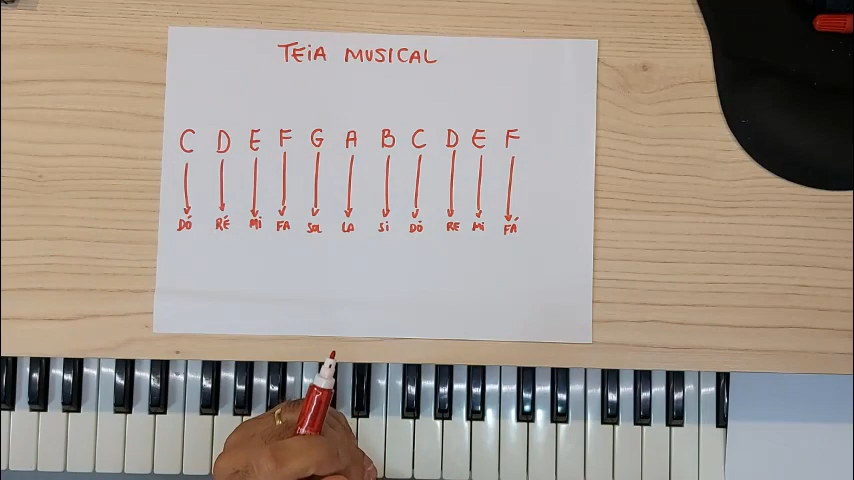 TEIA MUSICAL
C D E F G A B C D E F
DÓ RÉ Mi FA SOL LA Si DÓ RE Mi FÁ